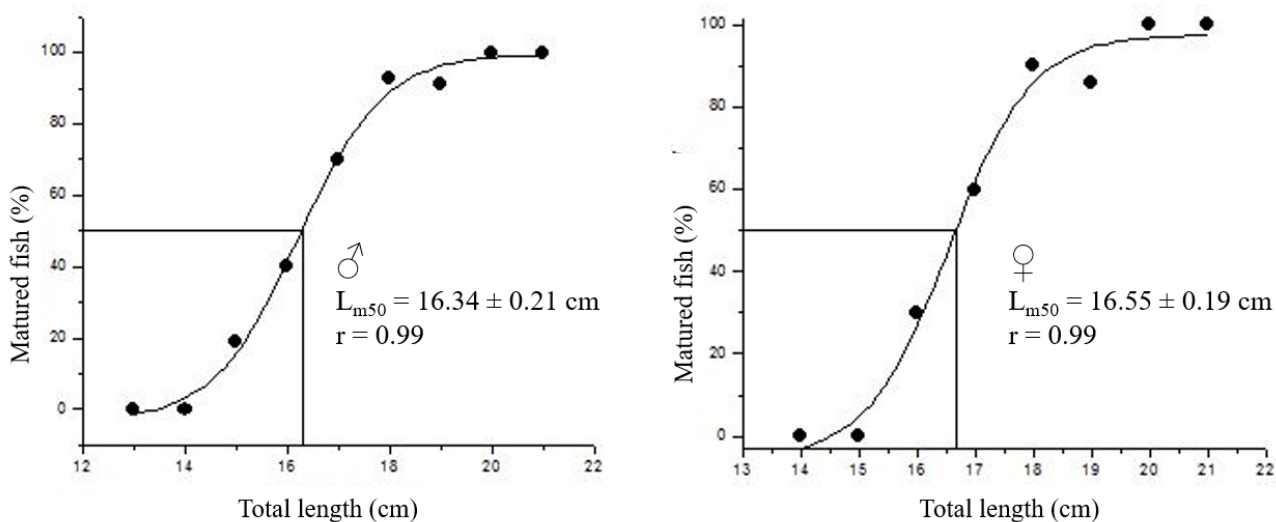 Matured fish (%)
100
80
60
40
20
0
♂
L_m50 = 16.34 ± 0.21 cm
r = 0.99
12 14 16 18 20 22
Total length (cm)
Matured fish (%)
100
80
60
40
20
0
♀
L_m50 = 16.55 ± 0.19 cm
r = 0.99
13 14 15 16 17 18 19 20 21 22
Total length (cm)